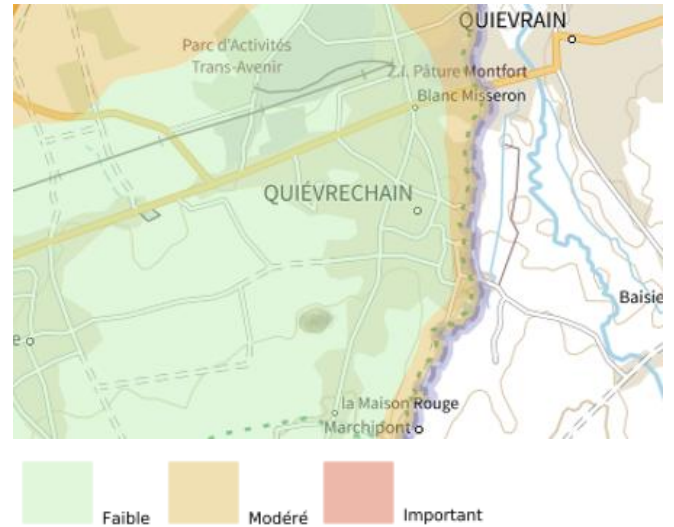 QUIEVRAIN
Parc d'Activités
Trans-Avenir
Z.I. Pâture Montfort
Blanc Misseron
QUIÉVRECHAIN
Baisie
e
la Maison Rouge
Marchipont
Faible
Modéré
Important